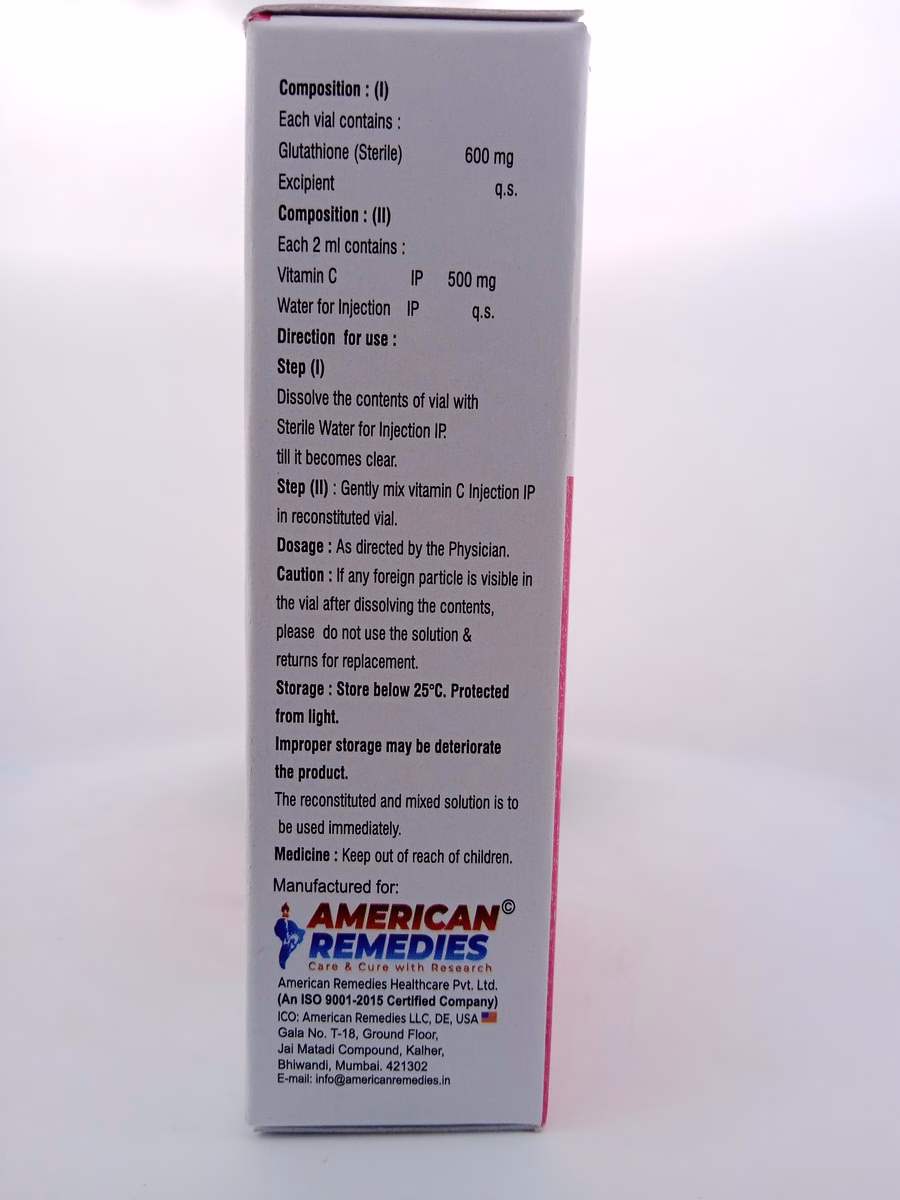 Composition : (I)
Each vial contains :
Glutathione (Sterile) 600 mg
Excipient q.s.
Composition : (II)
Each 2 ml contains :
Vitamin C IP 500 mg
Water for Injection IP q.s.
Direction for use :
Step (I)
Dissolve the contents of vial with
Sterile Water for Injection IP.
till it becomes clear.
Step (II) : Gently mix vitamin C Injection IP
in reconstituted vial.
Dosage : As directed by the Physician.
Caution : If any foreign particle is visible in
the vial after dissolving the contents,
please do not use the solution &
returns for replacement.
Storage : Store below 25°C. Protected
from light.
Improper storage may be deteriorate
the product.
The reconstituted and mixed solution is to
be used immediately.
Medicine : Keep out of reach of children.
Manufactured for:
AMERICAN ©
REMEDIES
Care & Cure with Research
American Remedies Healthcare Pvt. Ltd.
(An ISO 9001-2015 Certified Company)
ICO: American Remedies LLC, DE, USA
Gala No. T-18, Ground Floor,
Jai Matadi Compound, Kalher,
Bhiwandi, Mumbai. 421302
E-mail: info@americanremedies.in